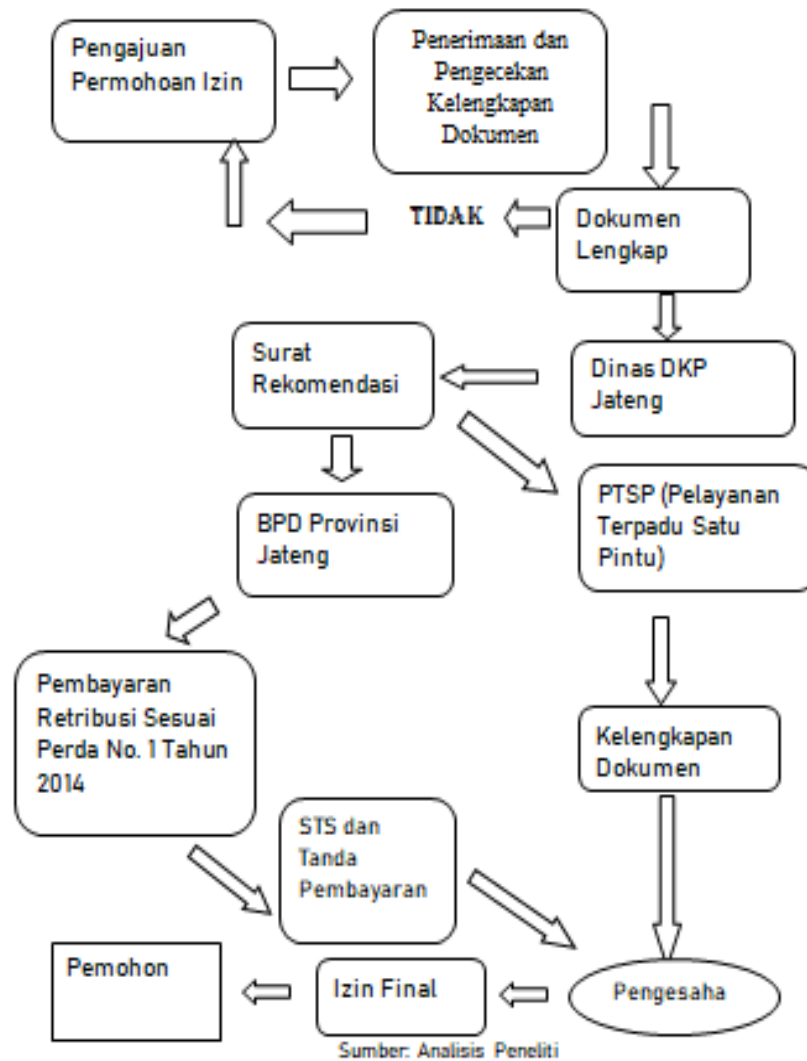 Pengajuan
Permohoan Izin
Penerimaan dan
Pengecekan
Kelengkapan
Dokumen
TIDAK
Dokumen
Lengkap
Surat
Rekomendasi
Dinas DKP
Jateng
BPD Provinsi
Jateng
PTSP (Pelayanan
Terpadu Satu
Pintu)
Pembayaran
Retribusi Sesuai
Perda No. 1 Tahun
2014
Kelengkapan
Dokumen
STS dan
Tanda
Pembayaran
Pemohon
Izin Final
Pengesaha
Sumber: Analisis Peneliti